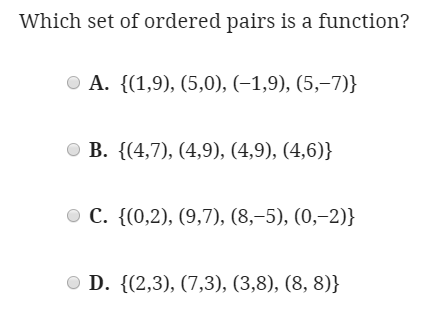 Which set of ordered pairs is a function?
A. {(1,9), (5,0), (−1,9), (5,−7)}
B. {(4,7), (4,9), (4,9), (4,6)}
C. {(0,2), (9,7), (8,−5), (0,−2)}
D. {(2,3), (7,3), (3,8), (8, 8)}